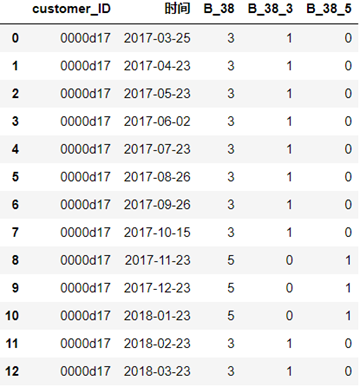 customer_ID 时间 B_38 B_38_3 B_38_5
0 0000d17 2017-03-25 3 1 0
1 0000d17 2017-04-23 3 1 0
2 0000d17 2017-05-23 3 1 0
3 0000d17 2017-06-02 3 1 0
4 0000d17 2017-07-23 3 1 0
5 0000d17 2017-08-26 3 1 0
6 0000d17 2017-09-26 3 1 0
7 0000d17 2017-10-15 3 1 0
8 0000d17 2017-11-23 5 0 1
9 0000d17 2017-12-23 5 0 1
10 0000d17 2018-01-23 5 0 1
11 0000d17 2018-02-23 3 1 0
12 0000d17 2018-03-23 3 1 0